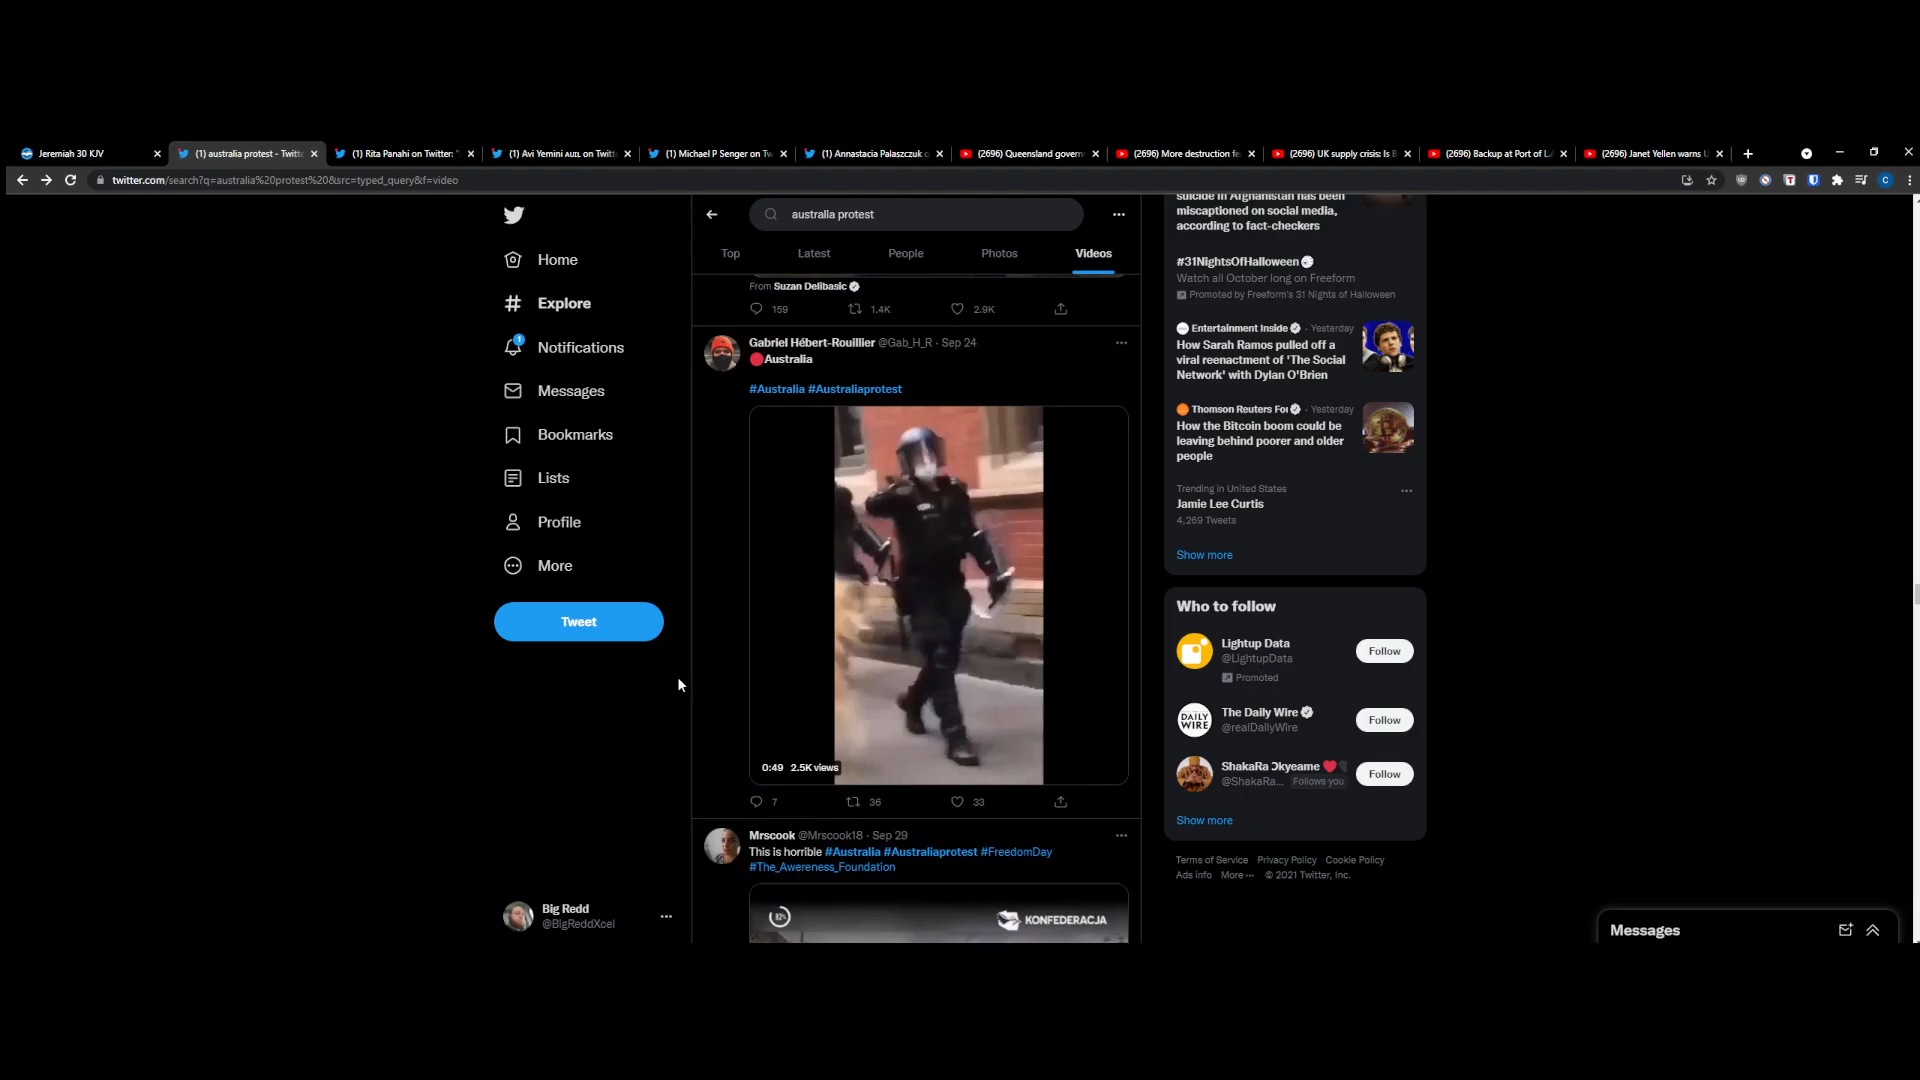 Jeremiah 30 KJV
(1) australia protest - Twitte
(1) Rita Panahi on Twitter: "
(1) Avi Yemini ᴀᴜɪʟ on Twitt
(1) Michael P Senger on Tw
(1) Annastacia Palaszczuk o
(2696) Queensland govern
(2696) More destruction fe
(2696) UK supply crisis: Is B
(2696) Backup at Port of L
(2696) Janet Yellen warns U
twitter.com/search?q=australia%20protest%20&src=typed_query&f=video
C
Home
Explore
1
Notifications
Messages
Bookmarks
Lists
Profile
More
Tweet
Big Redd
@BigReddXcel
australia protest
Top
Latest
People
Photos
Videos
From Suzan Delibasic
159
1.4K
2.9K
Gabriel Hébert-Rouillier @Gab_H_R · Sep 24
Australia
#Australia #Australiaprotest
0:49 2.5K views
7
36
33
Mrscook @Mrscook18 · Sep 29
This is horrible #Australia #Australiaprotest #FreedomDay
#The_Awereness_Foundation
82%
KONFEDERACJA
suicide in Afghanistan has been
miscaptioned on social media,
according to fact-checkers
#31NightsOfHalloween
Watch all October long on Freeform
Promoted by Freeform's 31 Nights of Halloween
Entertainment Inside · Yesterday
How Sarah Ramos pulled off a
viral reenactment of 'The Social
Network' with Dylan O'Brien
Thomson Reuters Fou · Yesterday
How the Bitcoin boom could be
leaving behind poorer and older
people
Trending in United States
Jamie Lee Curtis
4,269 Tweets
Show more
Who to follow
Lightup Data
@LightupData
Promoted
Follow
DAILY
WIRE
The Daily Wire
@realDailyWire
Follow
ShakaRa Ɔkyeame
@ShakaRa... Follows you
Follow
Show more
Terms of Service Privacy Policy Cookie Policy
Ads info More ··· © 2021 Twitter, Inc.
Messages